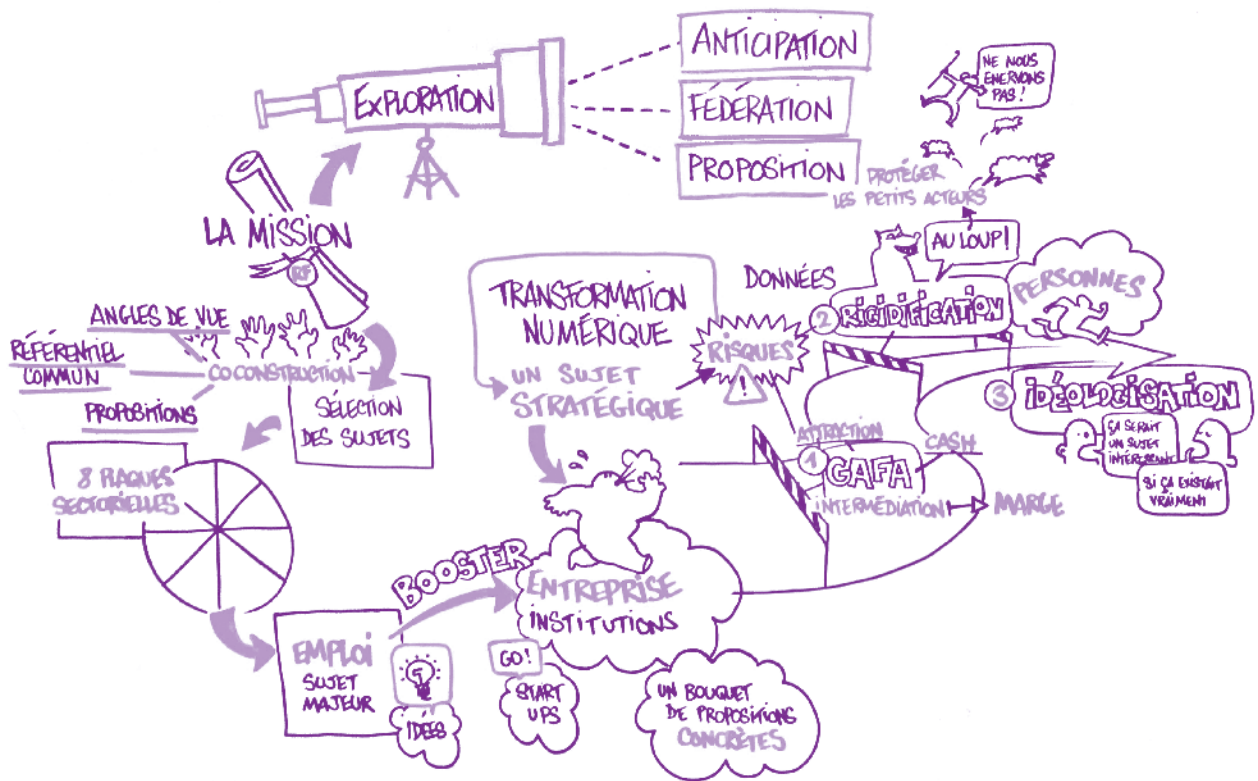 EXPLORATION
ANTICIPATION
FÉDÉRATION
PROPOSITION
NE NOUS
ENERVONS
PAS !
PROTÉGER
LES PETITS ACTEURS
LA MISSION
RF
ANGLES DE VUE
RÉFÉRENTIEL
COMMUN
PROPOSITIONS
COCONSTRUCTION
SÉLECTION
DES SUJETS
8 PLAQUES
SECTORIELLES
EMPLOI
SUJET
MAJEUR
IDÉES
BOOSTER
TRANSFORMATION
NUMÉRIQUE
UN SUJET
STRATÉGIQUE
ENTREPRISE
INSTITUTIONS
GO !
START
UPS
UN BOUQUET
DE PROPOSITIONS
CONCRÈTES
RISQUES
!
DONNÉES
AU LOUP !
2 RIGIDIFICATION
PERSONNES
3 IDÉOLOGISATION
ÇA SERAIT
UN SUJET
INTÉRESSANT
SI ÇA EXISTAIT
VRAIMENT
ATTRACTION
CASH
1 GAFA
INTERMÉDIATION
MARGE